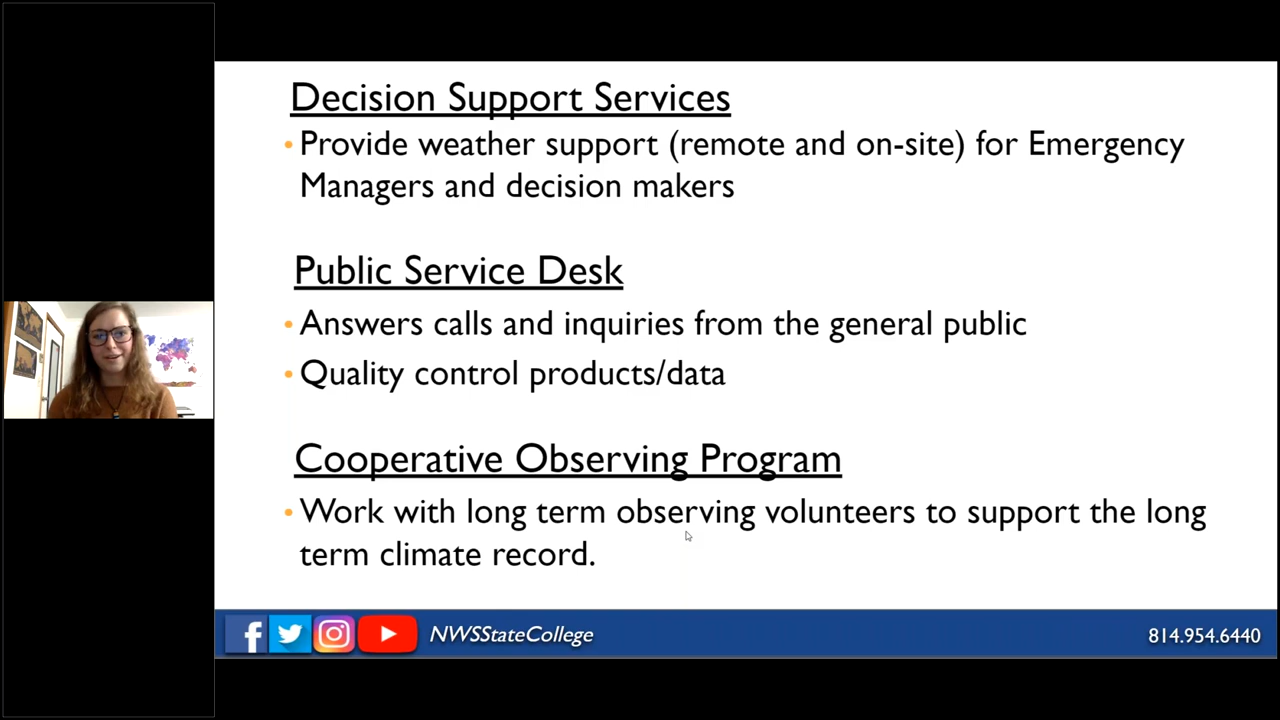 Decision Support Services
• Provide weather support (remote and on-site) for Emergency
Managers and decision makers
Public Service Desk
• Answers calls and inquiries from the general public
• Quality control products/data
Cooperative Observing Program
• Work with long term observing volunteers to support the long
term climate record.
NWSStateCollege
814.954.6440